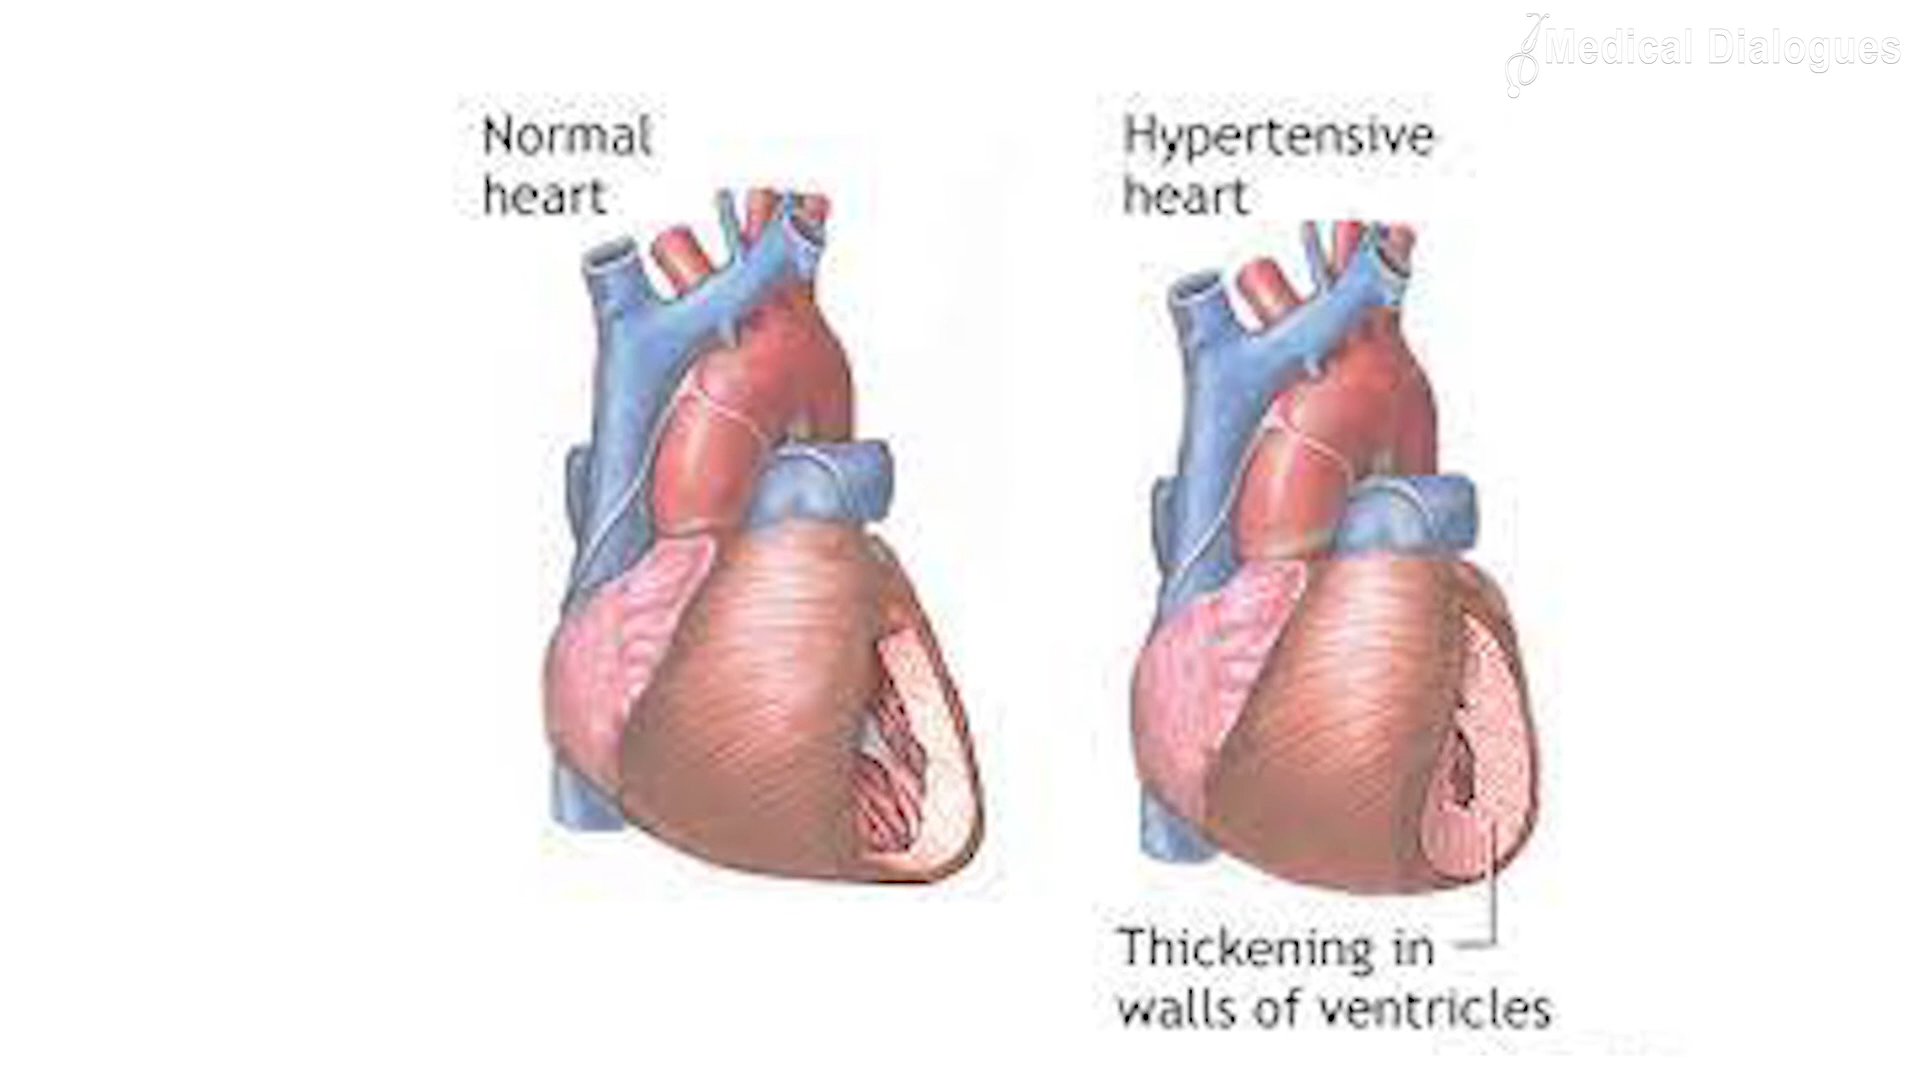 Medical Dialogues
Normal
heart
Hypertensive
heart
Thickening in
walls of ventricles